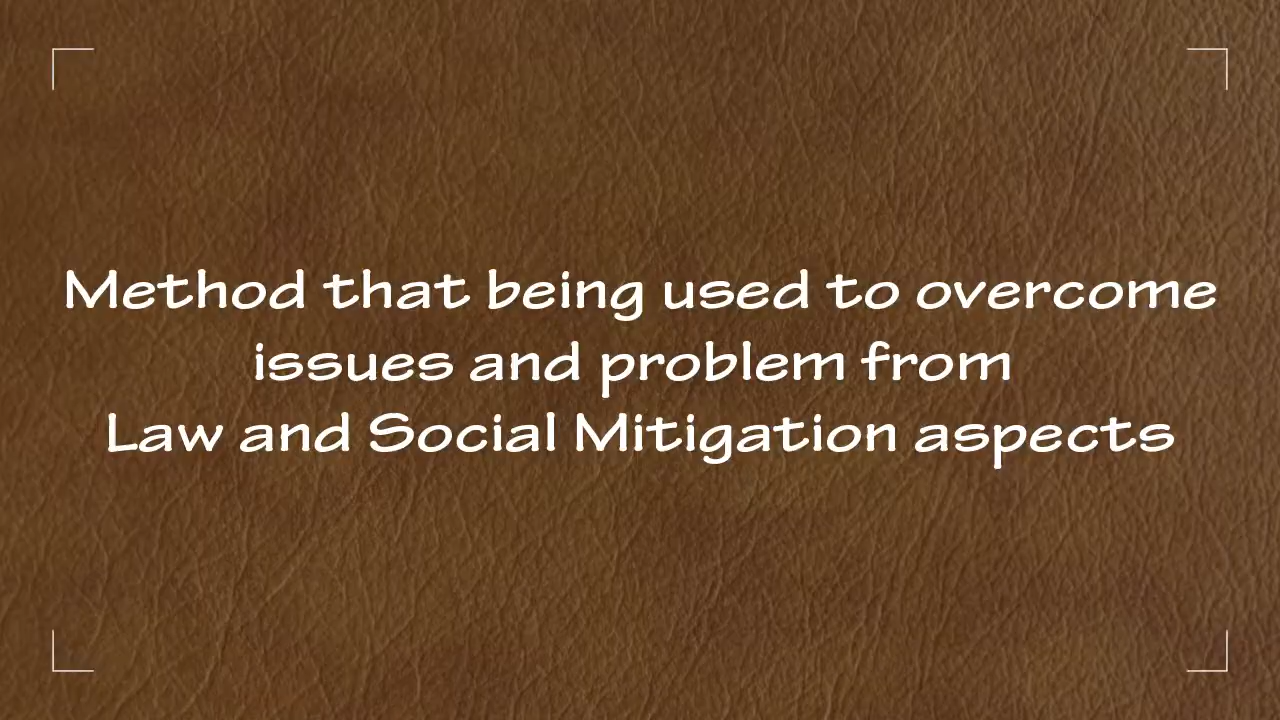 Method that being used to overcome
issues and problem from
Law and Social Mitigation aspects